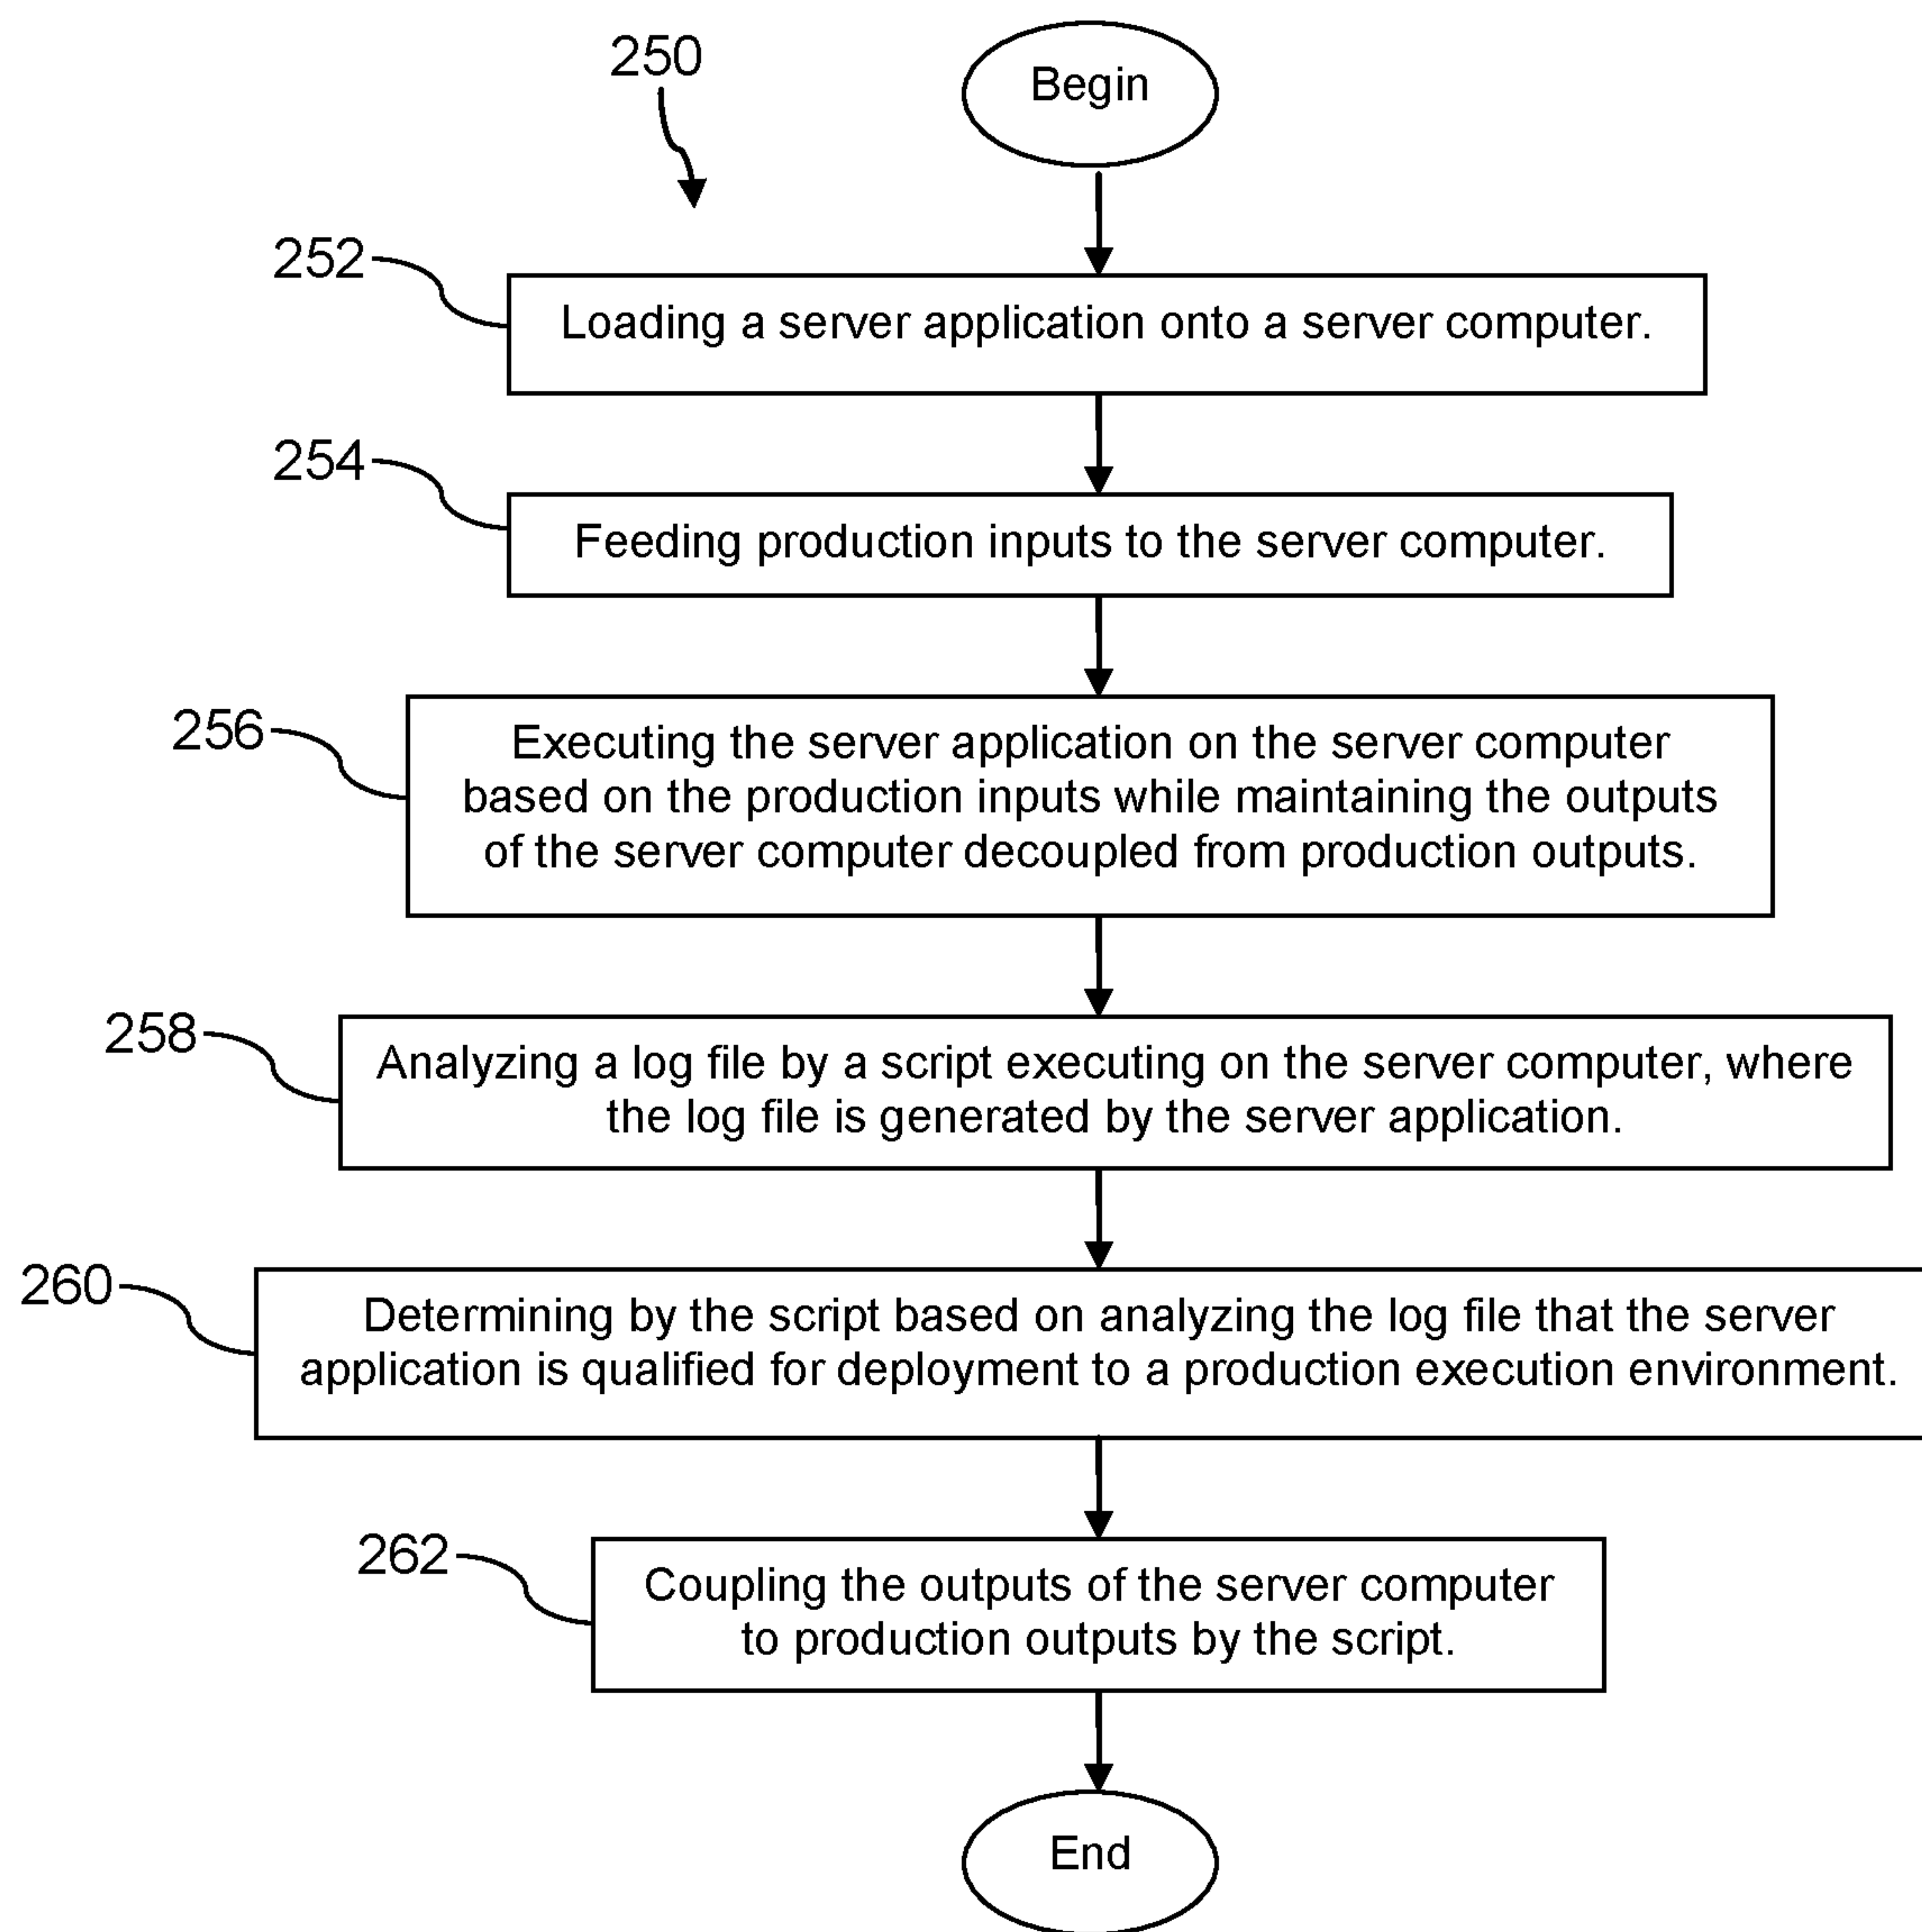 250
Begin
252
Loading a server application onto a server computer.
254
Feeding production inputs to the server computer.
256
Executing the server application on the server computer
based on the production inputs while maintaining the outputs
of the server computer decoupled from production outputs.
258
Analyzing a log file by a script executing on the server computer, where
the log file is generated by the server application.
260
Determining by the script based on analyzing the log file that the server
application is qualified for deployment to a production execution environment.
262
Coupling the outputs of the server computer
to production outputs by the script.
End